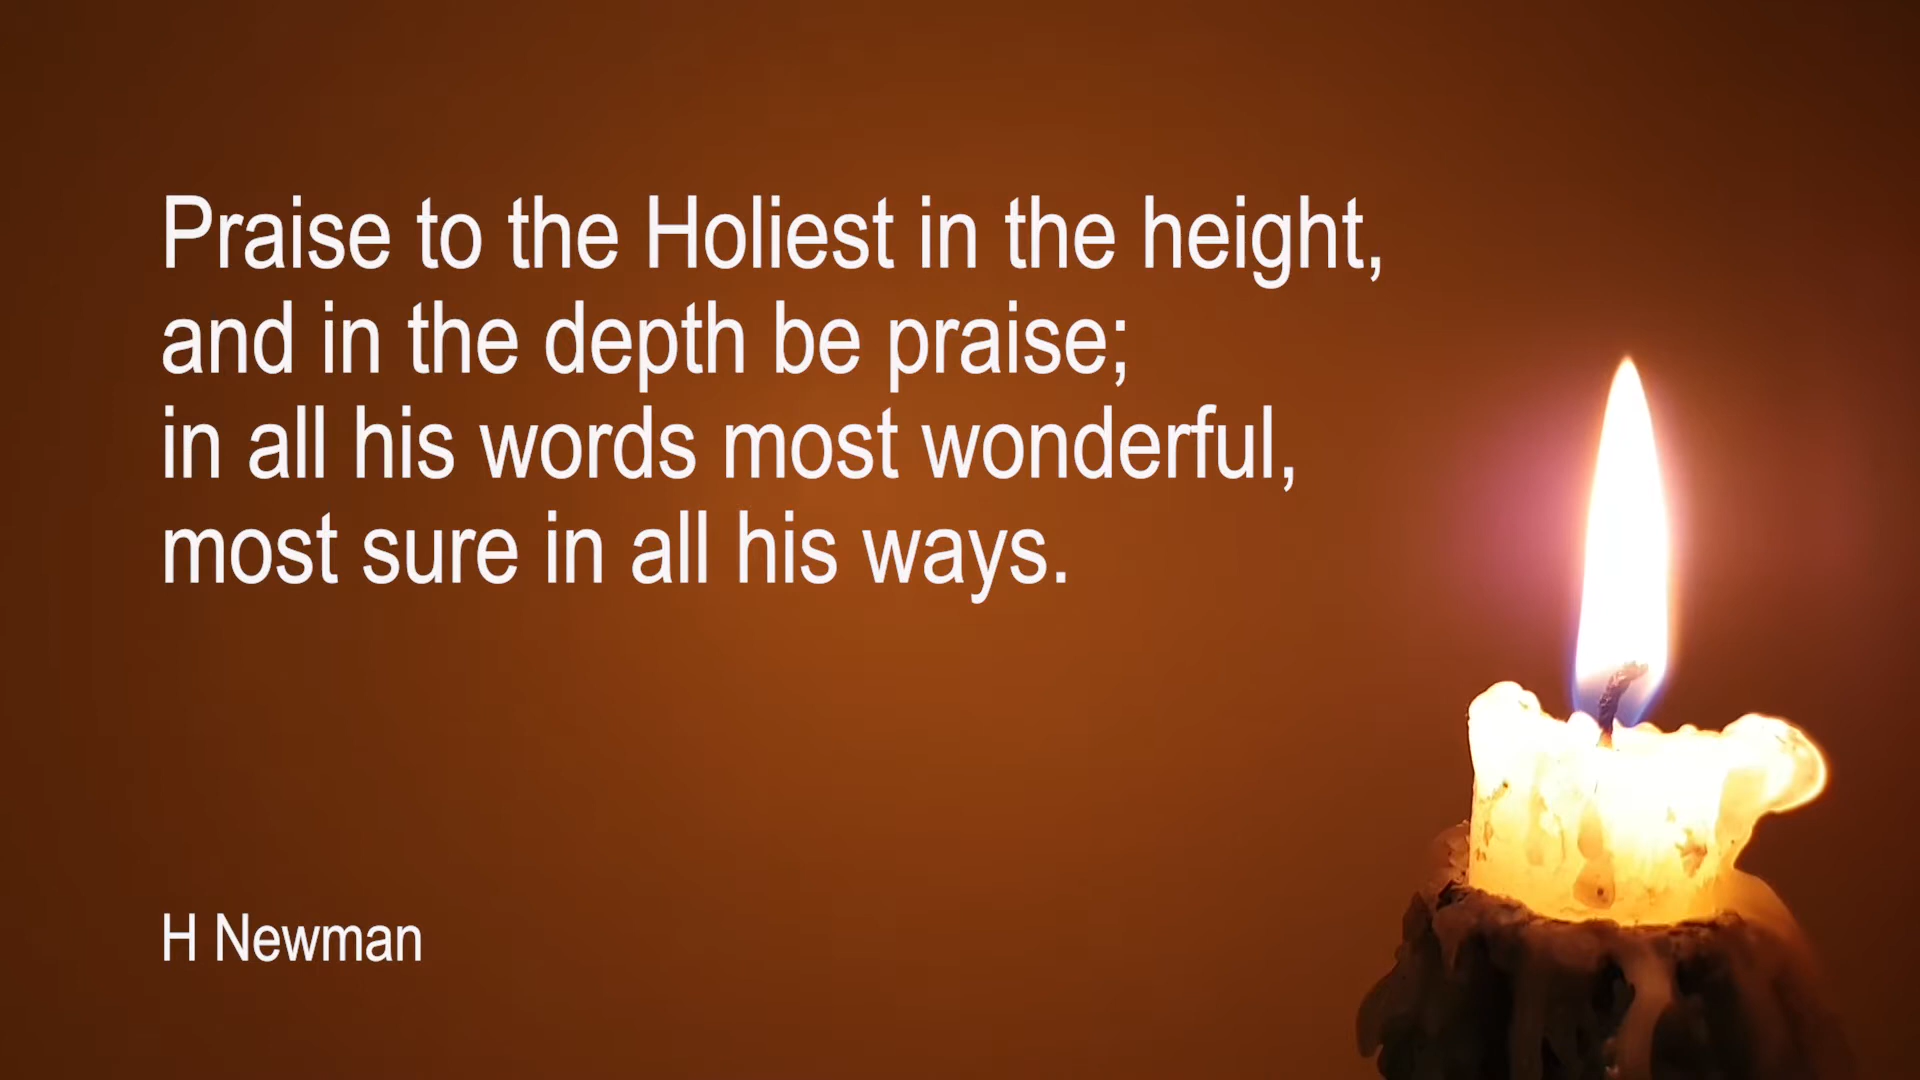 Praise to the Holiest in the height,
and in the depth be praise;
in all his words most wonderful,
most sure in all his ways.
H Newman